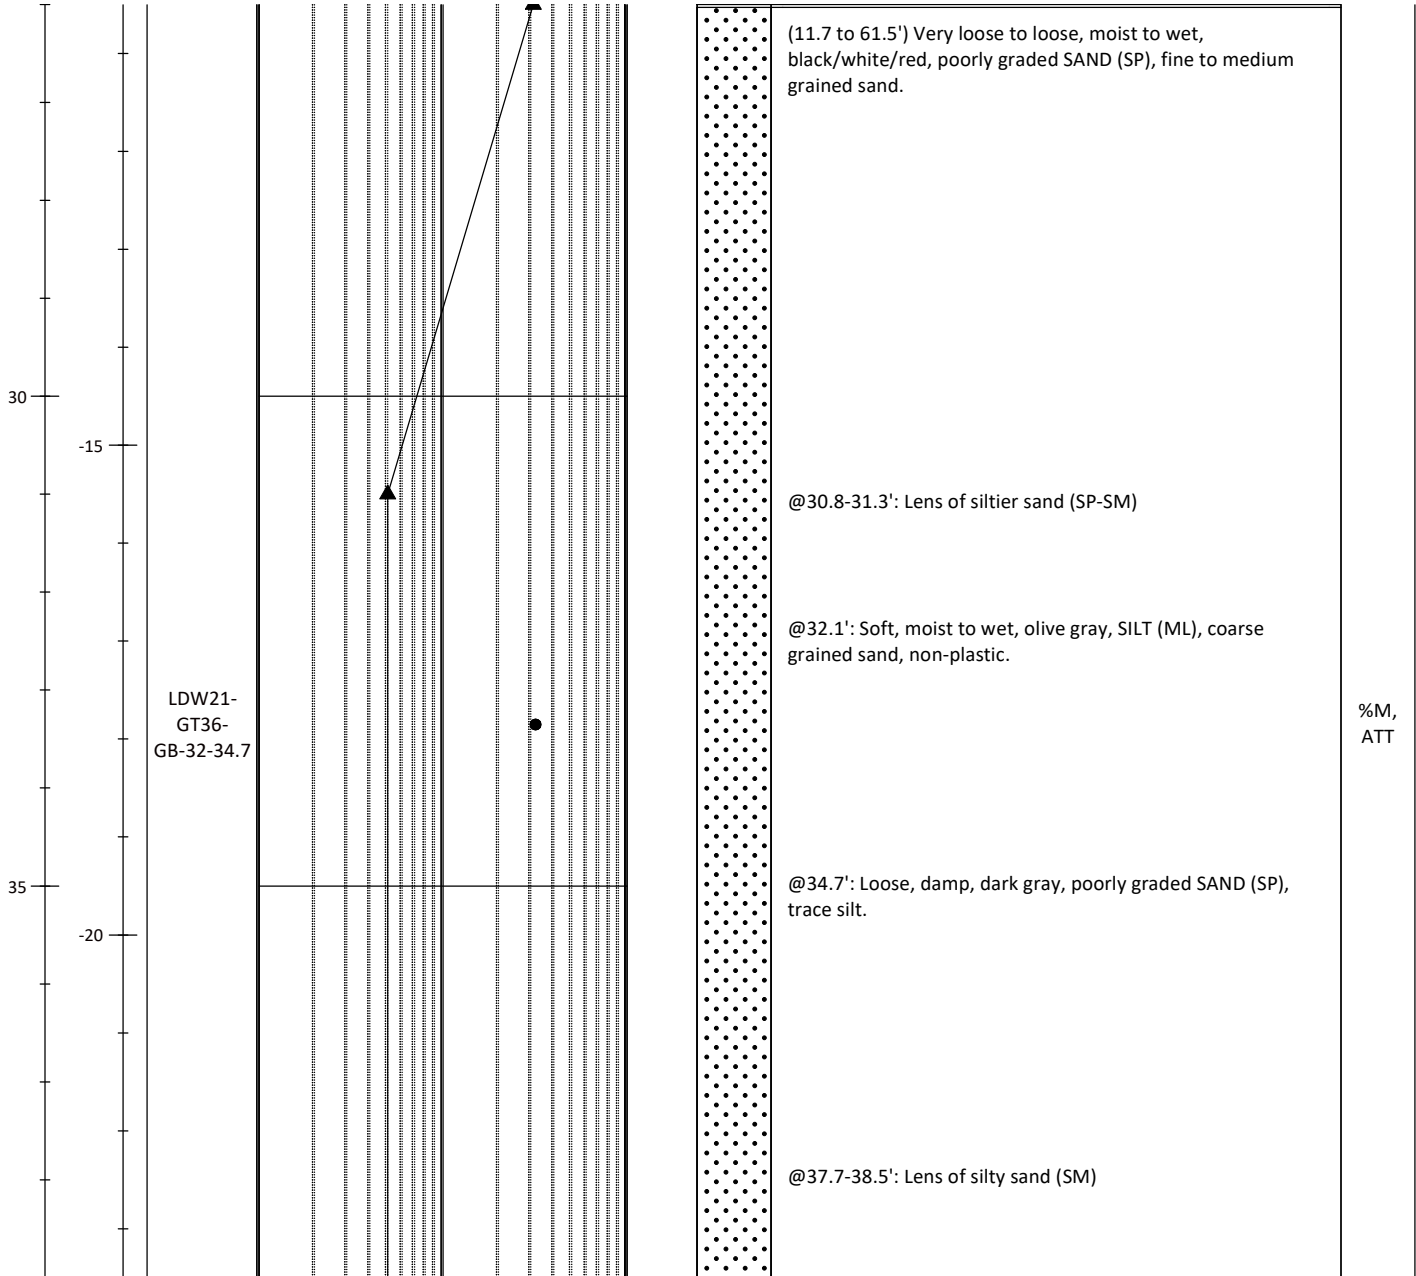 (11.7 to 61.5') Very loose to loose, moist to wet,
black/white/red, poorly graded SAND (SP), fine to medium
grained sand.
30
-15
@30.8-31.3': Lens of siltier sand (SP-SM)
@32.1': Soft, moist to wet, olive gray, SILT (ML), coarse
grained sand, non-plastic.
LDW21-
GT36-
GB-32-34.7
%M,
ATT
35
@34.7': Loose, damp, dark gray, poorly graded SAND (SP),
trace silt.
-20
@37.7-38.5': Lens of silty sand (SM)